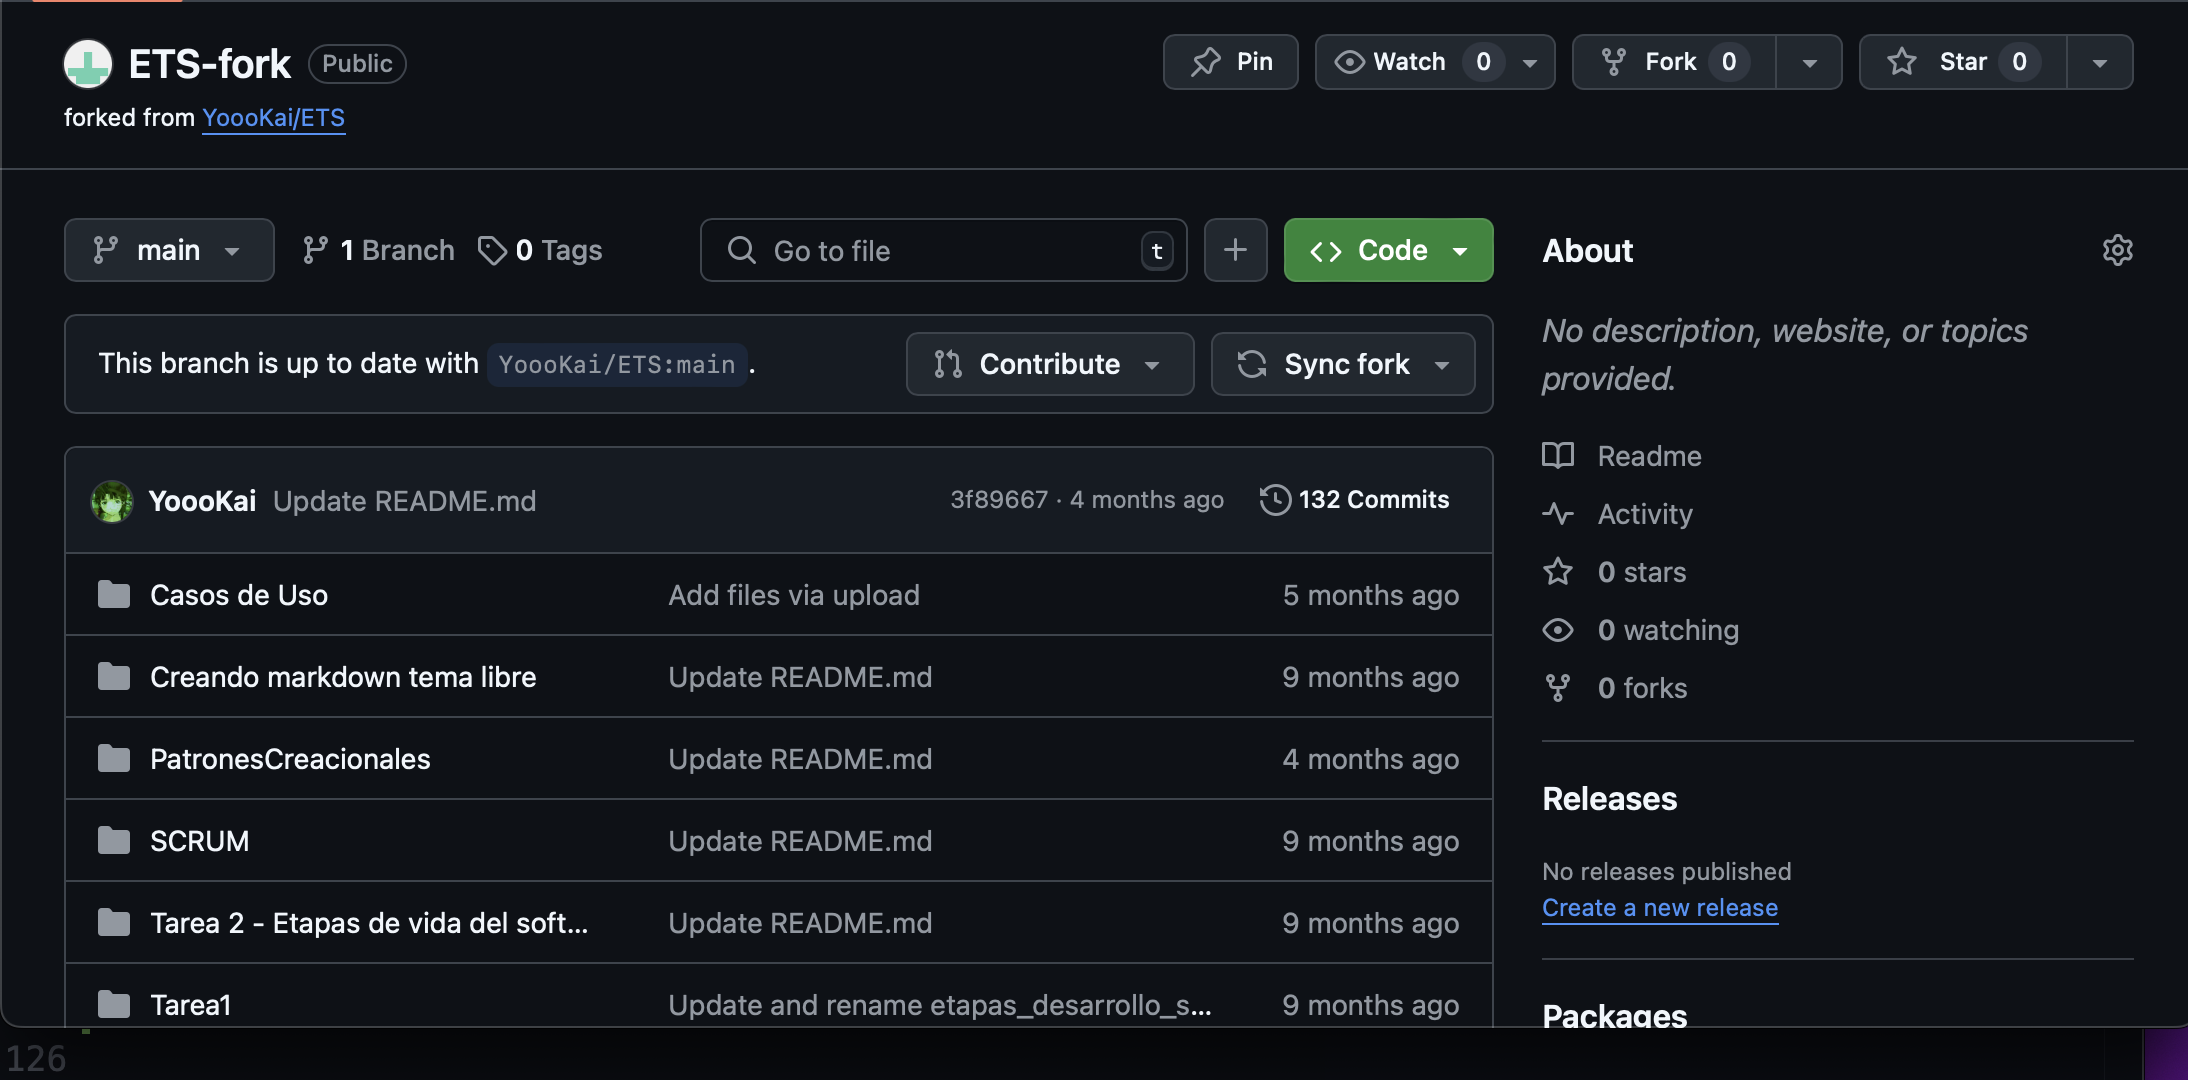 ETS-fork Public
Pin
Watch 0
Fork 0
Star 0
forked from YoooKai/ETS
main
1 Branch
0 Tags
Go to file
t
Code
This branch is up to date with YoooKai/ETS:main .
Contribute
Sync fork
YoooKai Update README.md
3f89667 · 4 months ago
132 Commits
Casos de Uso
Add files via upload
5 months ago
Creando markdown tema libre
Update README.md
9 months ago
PatronesCreacionales
Update README.md
4 months ago
SCRUM
Update README.md
9 months ago
Tarea 2 - Etapas de vida del soft...
Update README.md
9 months ago
Tarea1
Update and rename etapas_desarrollo_s...
9 months ago
About
No description, website, or topics
provided.
Readme
Activity
0 stars
0 watching
0 forks
Releases
No releases published
Create a new release
Packages
126